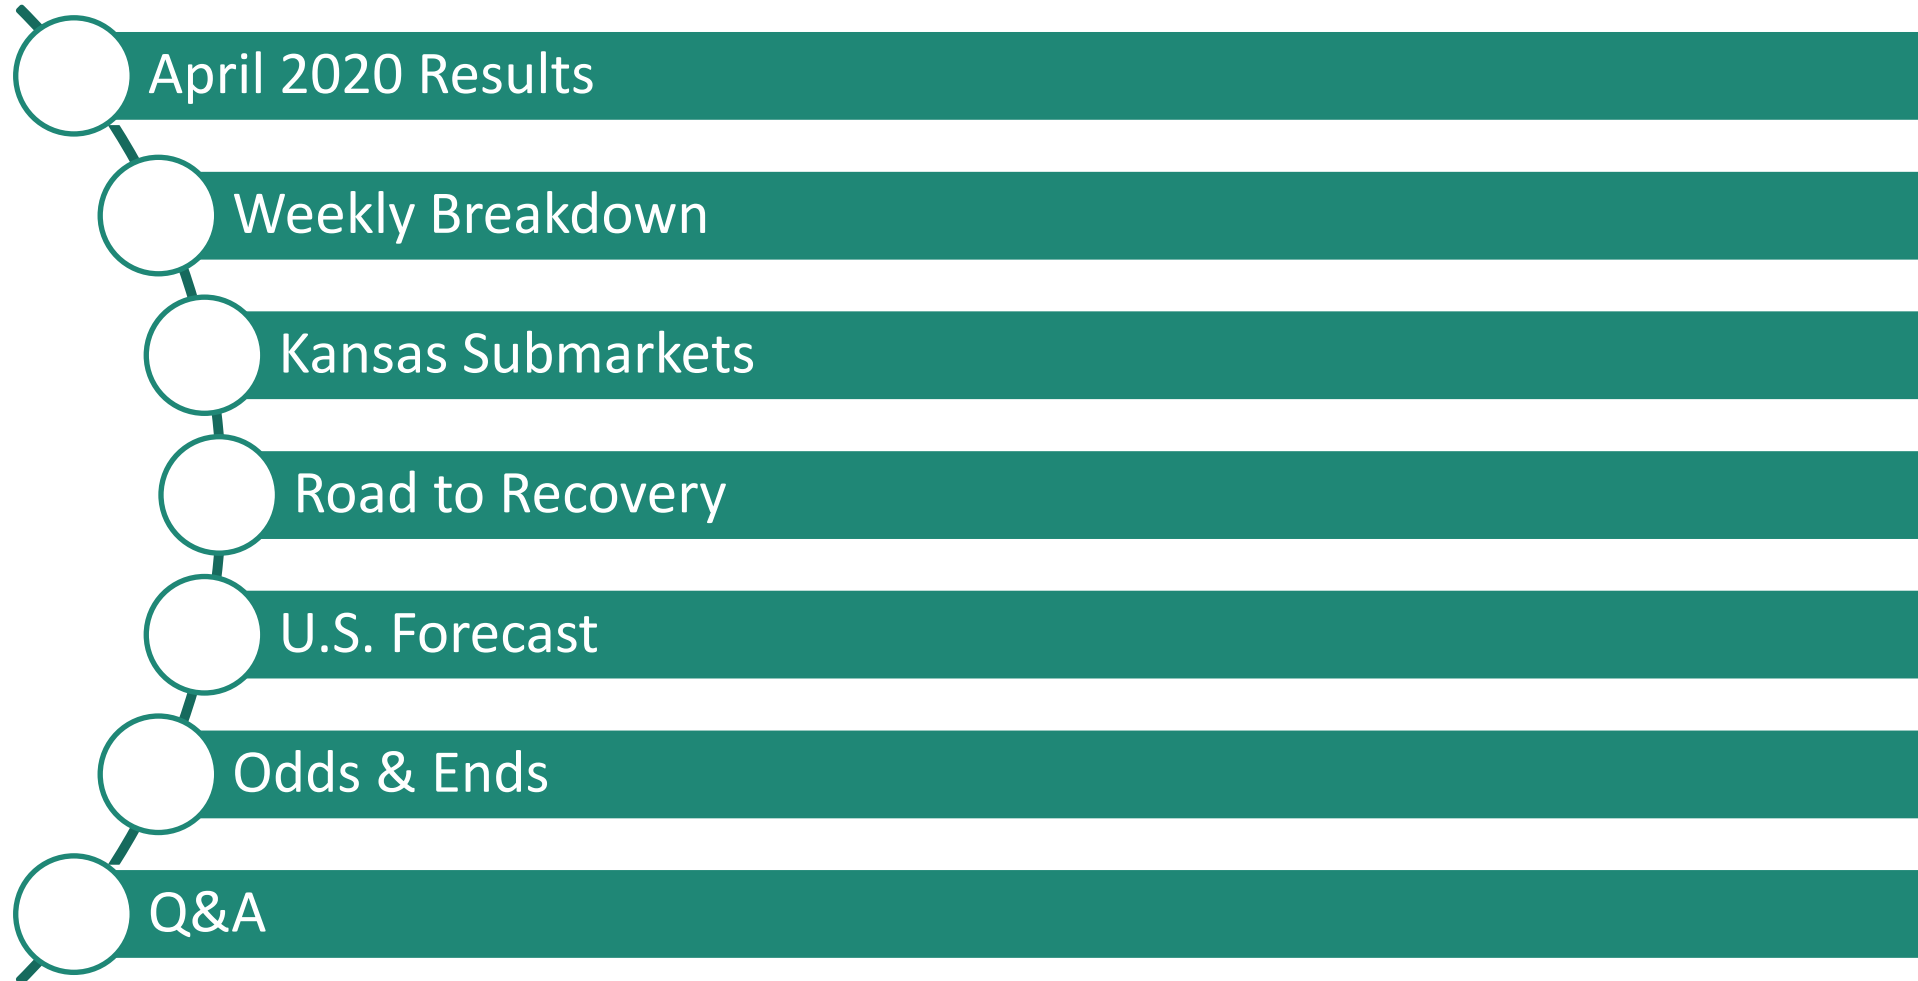 April 2020 Results
Weekly Breakdown
Kansas Submarkets
Road to Recovery
U.S. Forecast
Odds & Ends
Q&A